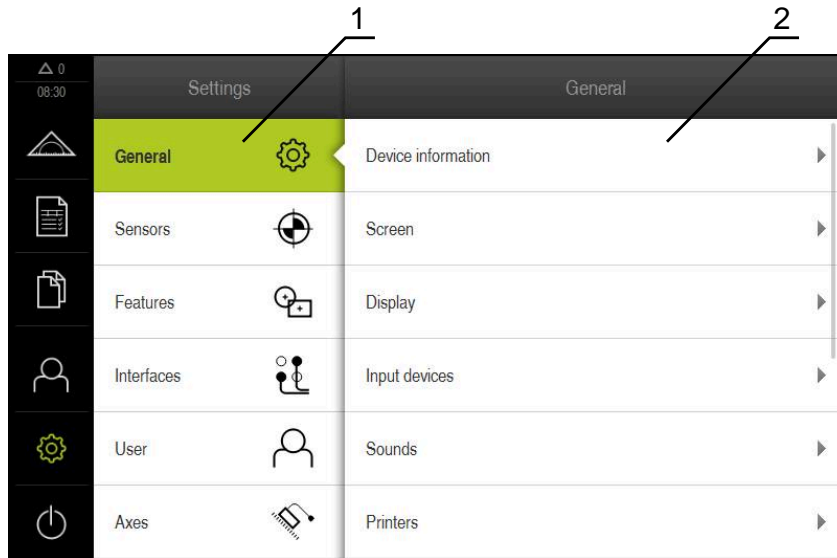 1
2
0
08:30
Settings
General
General
Device information
Sensors
Screen
Features
Display
Interfaces
Input devices
User
Sounds
Axes
Printers